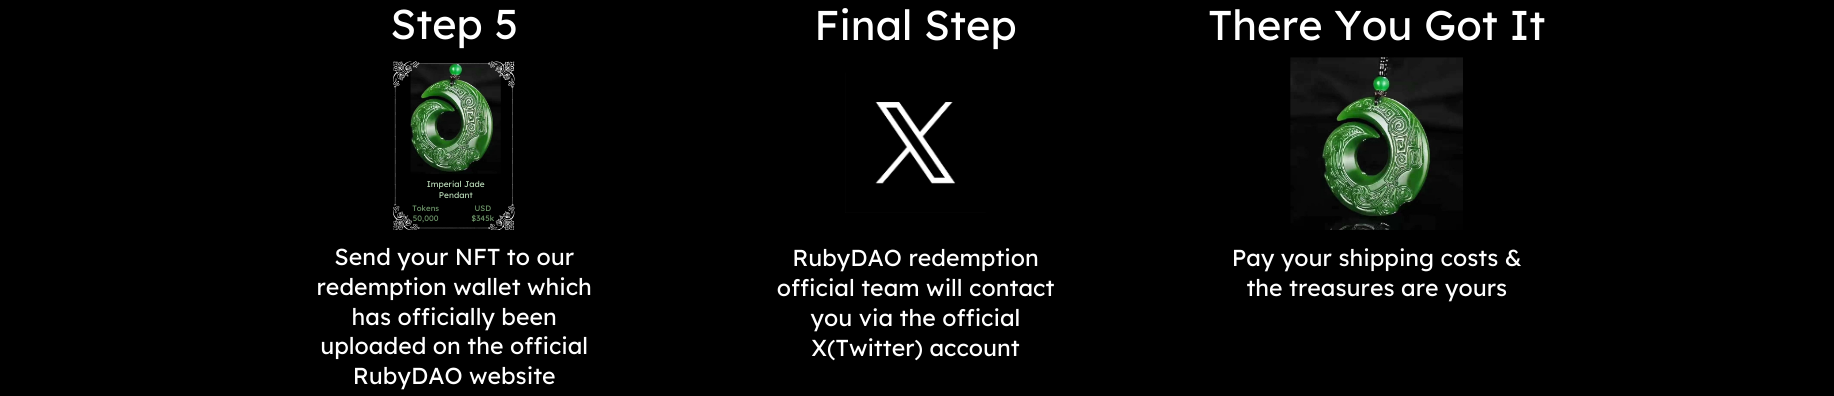 Step 5
Imperial Jade
Pendant
Tokens
USD
50,000
$345k
Send your NFT to our
redemption wallet which
has officially been
uploaded on the official
RubyDAO website
Final Step
RubyDAO redemption
official team will contact
you via the official
X(Twitter) account
There You Got It
Pay your shipping costs &
the treasures are yours